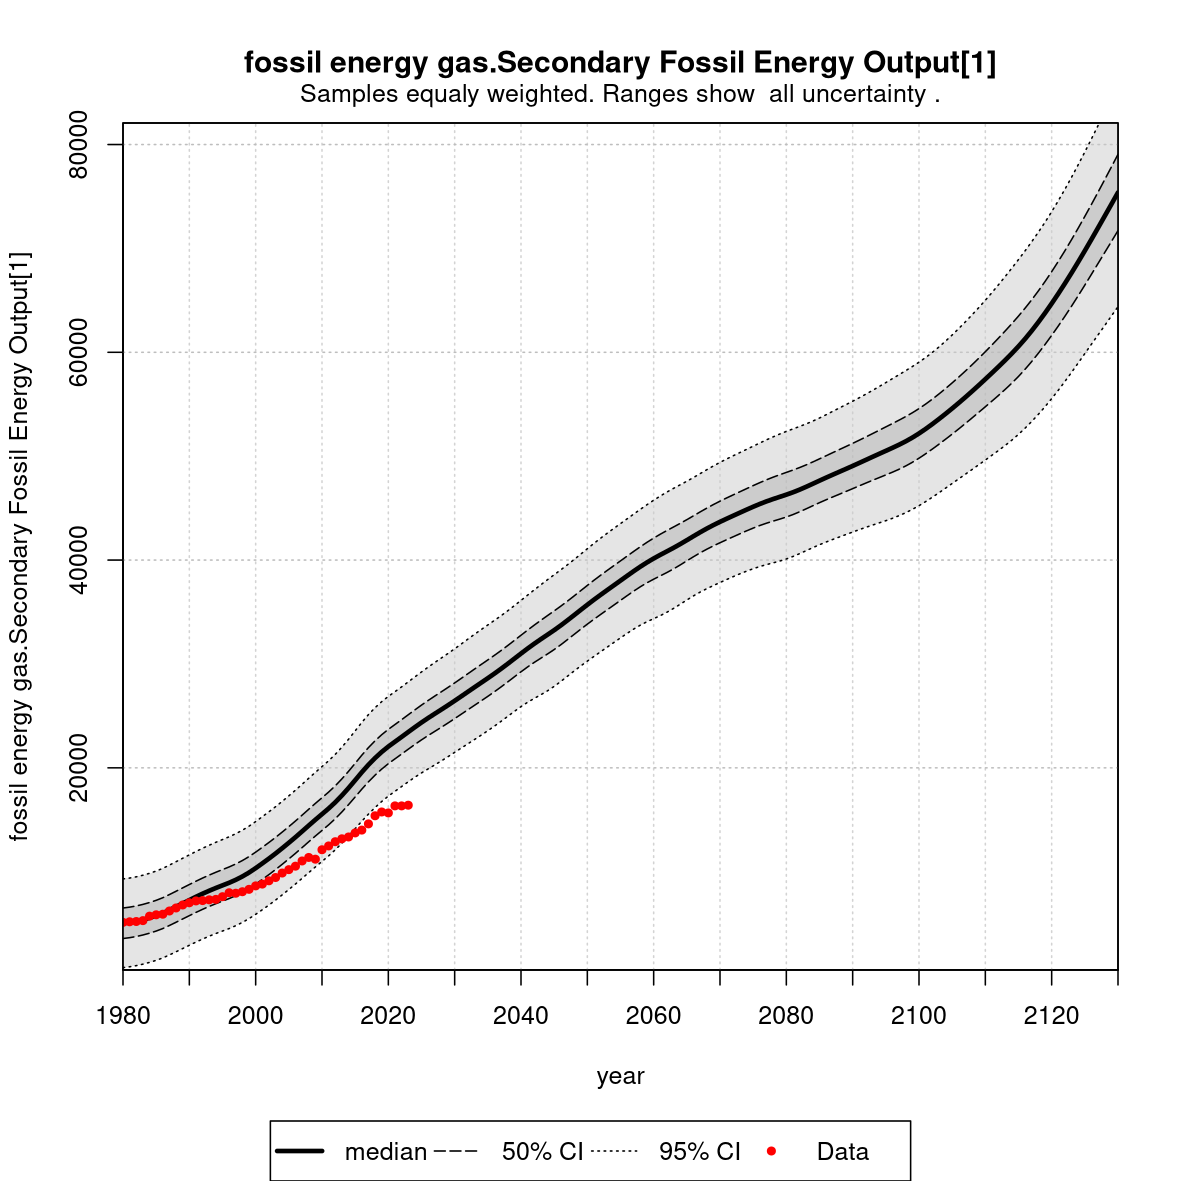 fossil energy gas.Secondary Fossil Energy Output[1]
Samples equaly weighted. Ranges show  all uncertainty .
fossil energy gas.Secondary Fossil Energy Output[1]
80000
60000
40000
20000
1980 2000 2020 2040 2060 2080 2100 2120
year
median 50% CI 95% CI Data